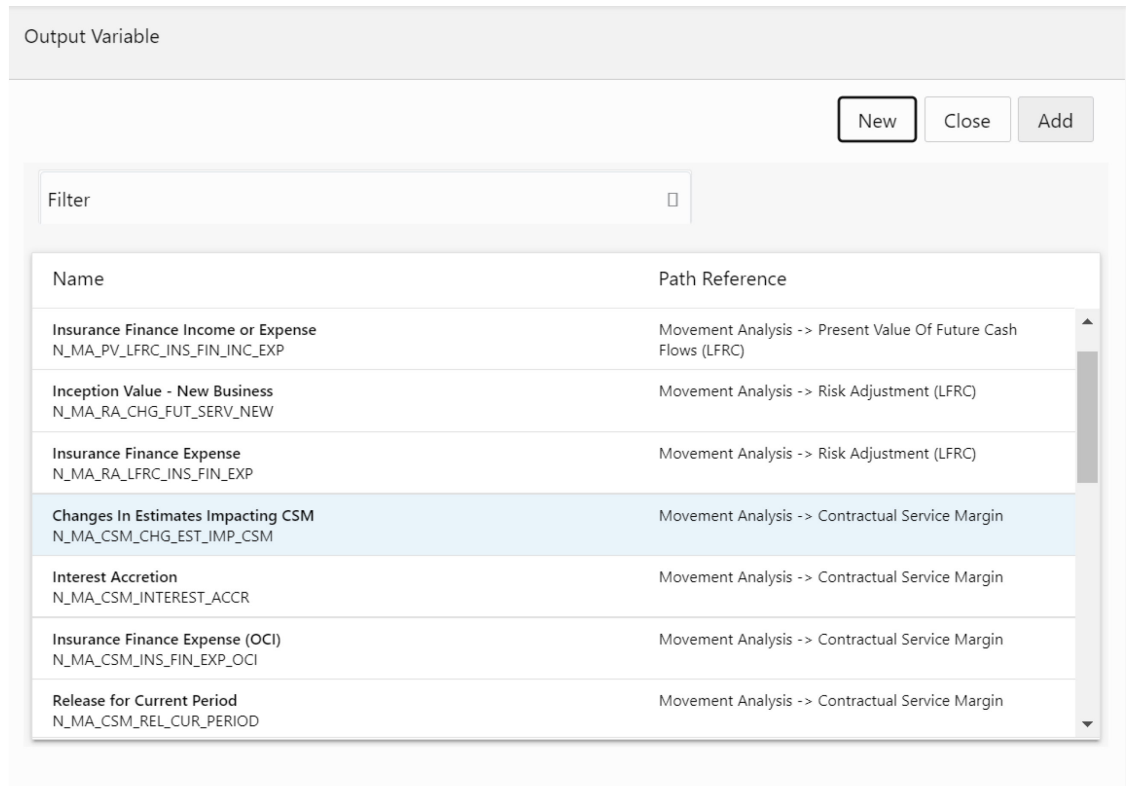 Output Variable
New Close Add
Filter
Name Path Reference
Insurance Finance Income or Expense Movement Analysis -> Present Value Of Future Cash
N_MA_PV_LFRC_INS_FIN_INC_EXP Flows (LFRC)
Inception Value - New Business Movement Analysis -> Risk Adjustment (LFRC)
N_MA_RA_CHG_FUT_SERV_NEW
Insurance Finance Expense Movement Analysis -> Risk Adjustment (LFRC)
N_MA_RA_LFRC_INS_FIN_EXP
Changes In Estimates Impacting CSM Movement Analysis -> Contractual Service Margin
N_MA_CSM_CHG_EST_IMP_CSM
Interest Accretion Movement Analysis -> Contractual Service Margin
N_MA_CSM_INTEREST_ACCR
Insurance Finance Expense (OCI) Movement Analysis -> Contractual Service Margin
N_MA_CSM_INS_FIN_EXP_OCI
Release for Current Period Movement Analysis -> Contractual Service Margin
N_MA_CSM_REL_CUR_PERIOD